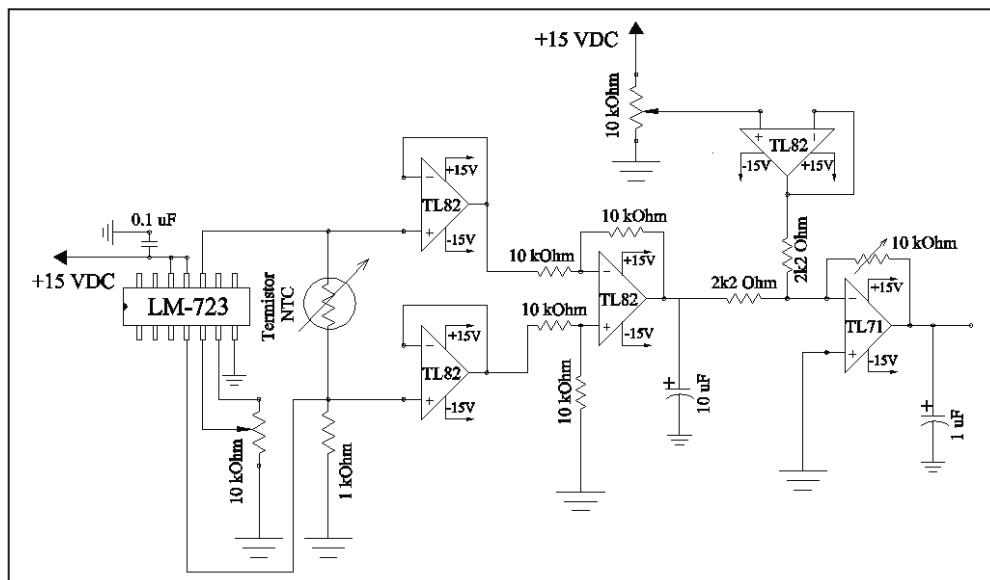 +15 VDC
10 kOhm
+
-
TL82
-15V
+15V
-
+15V
TL82
+
-15V
0.1 uF
+15 VDC
LM-723
Termistor
NTC
10 kOhm
2k2 Ohm
10 kOhm
10 kOhm
-
+15V
TL82
+
-15V
2k2 Ohm
-
+15V
TL71
+
-15V
-
+15V
TL82
+
-15V
10 kOhm
10 kOhm
+
10 uF
+
1 uF
10 kOhm
1 kOhm